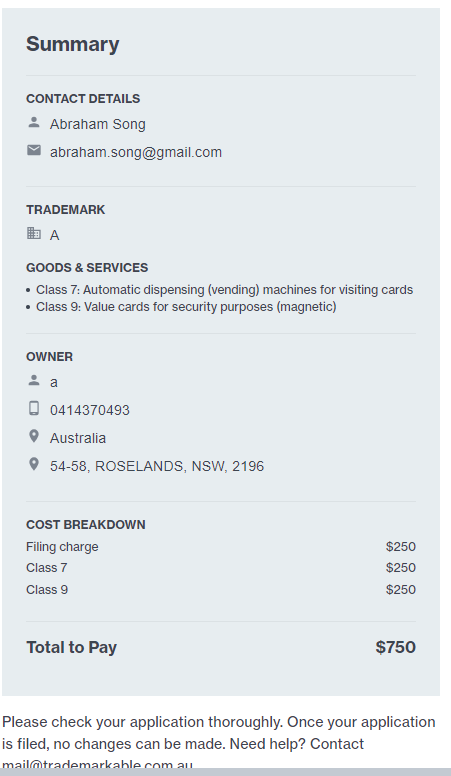 Summary
CONTACT DETAILS
Abraham Song
abraham.song@gmail.com
TRADEMARK
A
GOODS & SERVICES
• Class 7: Automatic dispensing (vending) machines for visiting cards
• Class 9: Value cards for security purposes (magnetic)
OWNER
a
0414370493
Australia
54-58, ROSELANDS, NSW, 2196
COST BREAKDOWN
Filing charge $250
Class 7 $250
Class 9 $250
Total to Pay $750
Please check your application thoroughly. Once your application
is filed, no changes can be made. Need help? Contact
mail@trademarkable.com.au